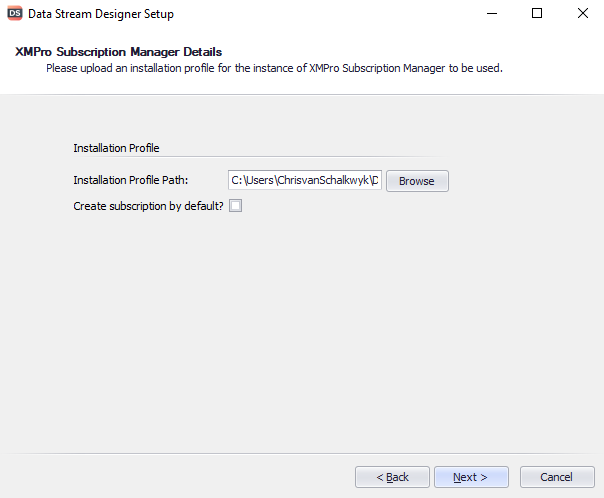 DS Data Stream Designer Setup
XMPro Subscription Manager Details
Please upload an installation profile for the instance of XMPro Subscription Manager to be used.
Installation Profile
Installation Profile Path: C:\Users\ChrisvanSchalkwyk\D Browse
Create subscription by default?
< Back Next > Cancel